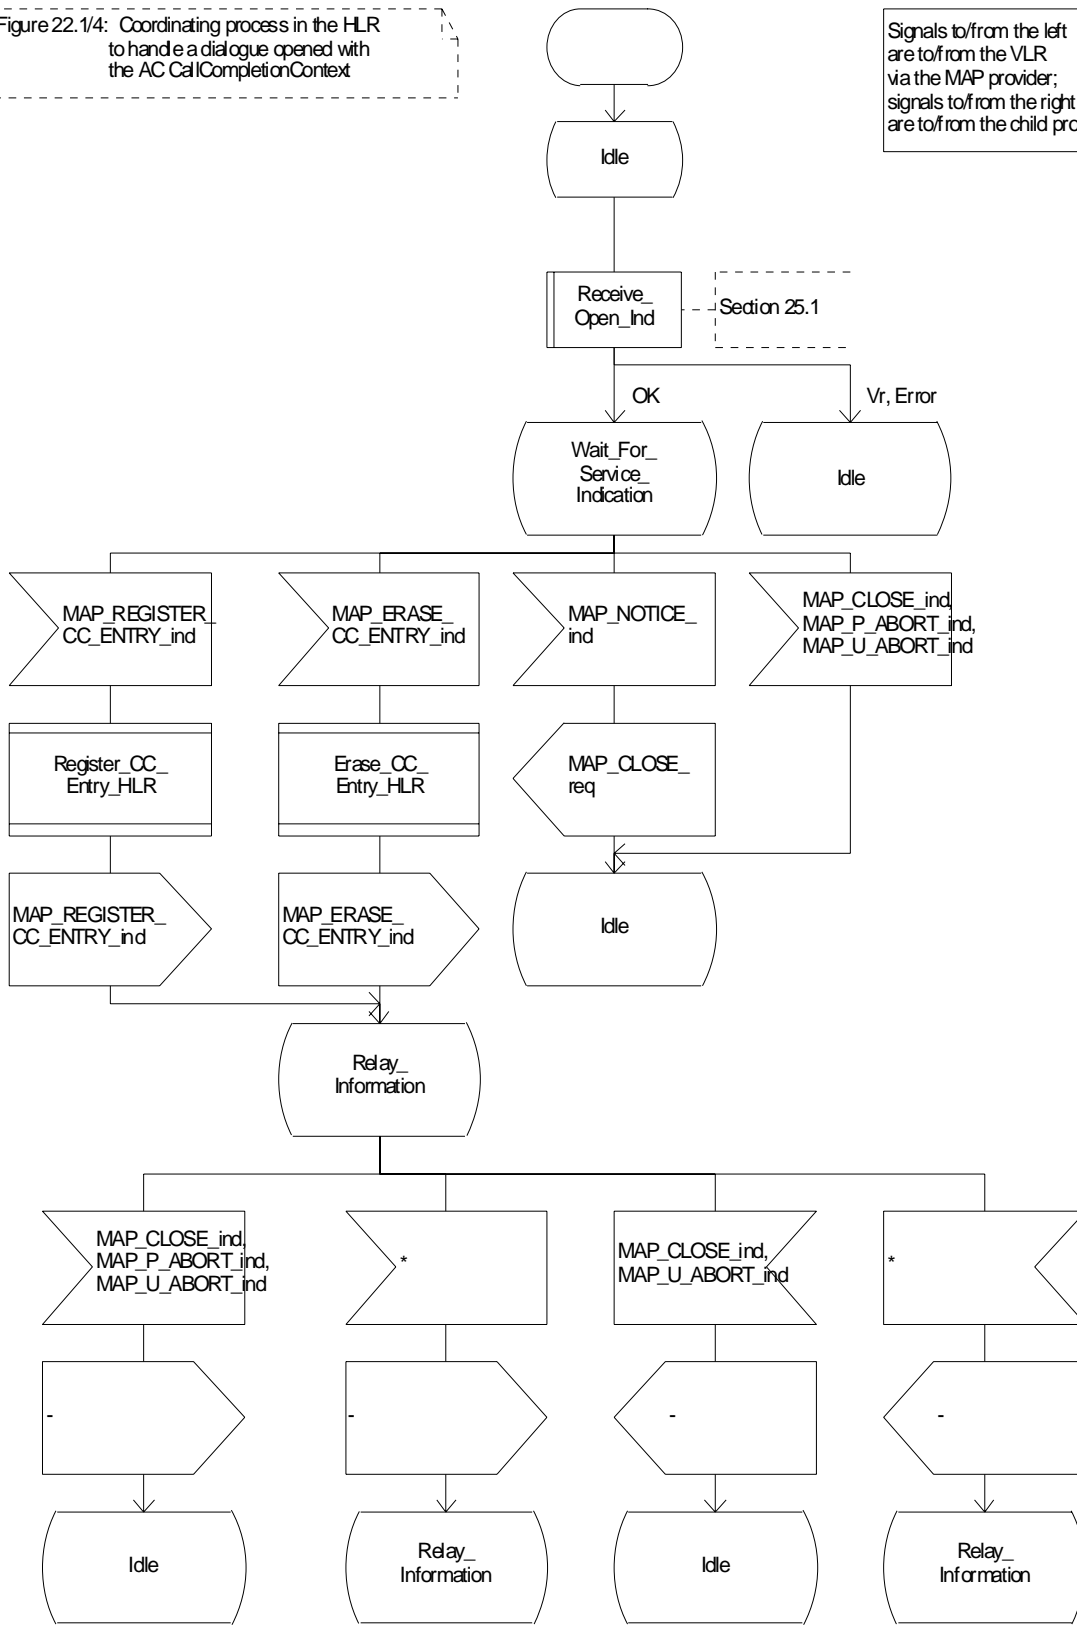 Figure 22.1/4: Coordinating process in the HLR
to handle a dialogue opened with
the AC CallCompletionContext
Signals to/from the left
are to/from the VLR
via the MAP provider;
signals to/from the right
are to/from the child pro
Idle
Receive_
Open_Ind
Section 25.1
OK
Vr, Error
Wait_For_
Service_
Indication
Idle
MAP_REGISTER_
CC_ENTRY_ind
MAP_ERASE_
CC_ENTRY_ind
MAP_NOTICE_
ind
MAP_CLOSE_ind,
MAP_P_ABORT_ind,
MAP_U_ABORT_ind
Register_CC_
Entry_HLR
Erase_CC_
Entry_HLR
MAP_CLOSE_
req
MAP_REGISTER_
CC_ENTRY_ind
MAP_ERASE_
CC_ENTRY_ind
Idle
Relay_
Information
MAP_CLOSE_ind,
MAP_P_ABORT_ind,
MAP_U_ABORT_ind
*
MAP_CLOSE_ind,
MAP_U_ABORT_ind
*
-
-
-
-
Idle
Relay_
Information
Idle
Relay_
Information